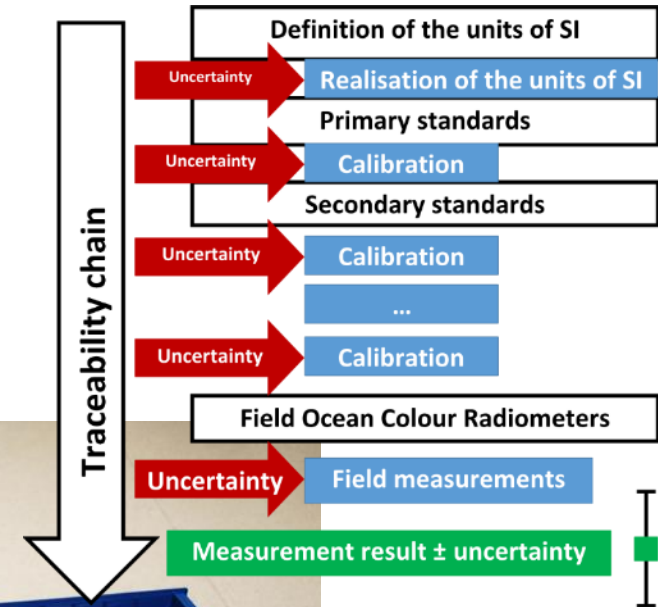 Definition of the units of SI
Uncertainty
Realisation of the units of SI
Primary standards
Uncertainty
Calibration
Secondary standards
Uncertainty
Calibration
...
Uncertainty
Calibration
Field Ocean Colour Radiometers
Uncertainty
Field measurements
Measurement result ± uncertainty
Traceability chain